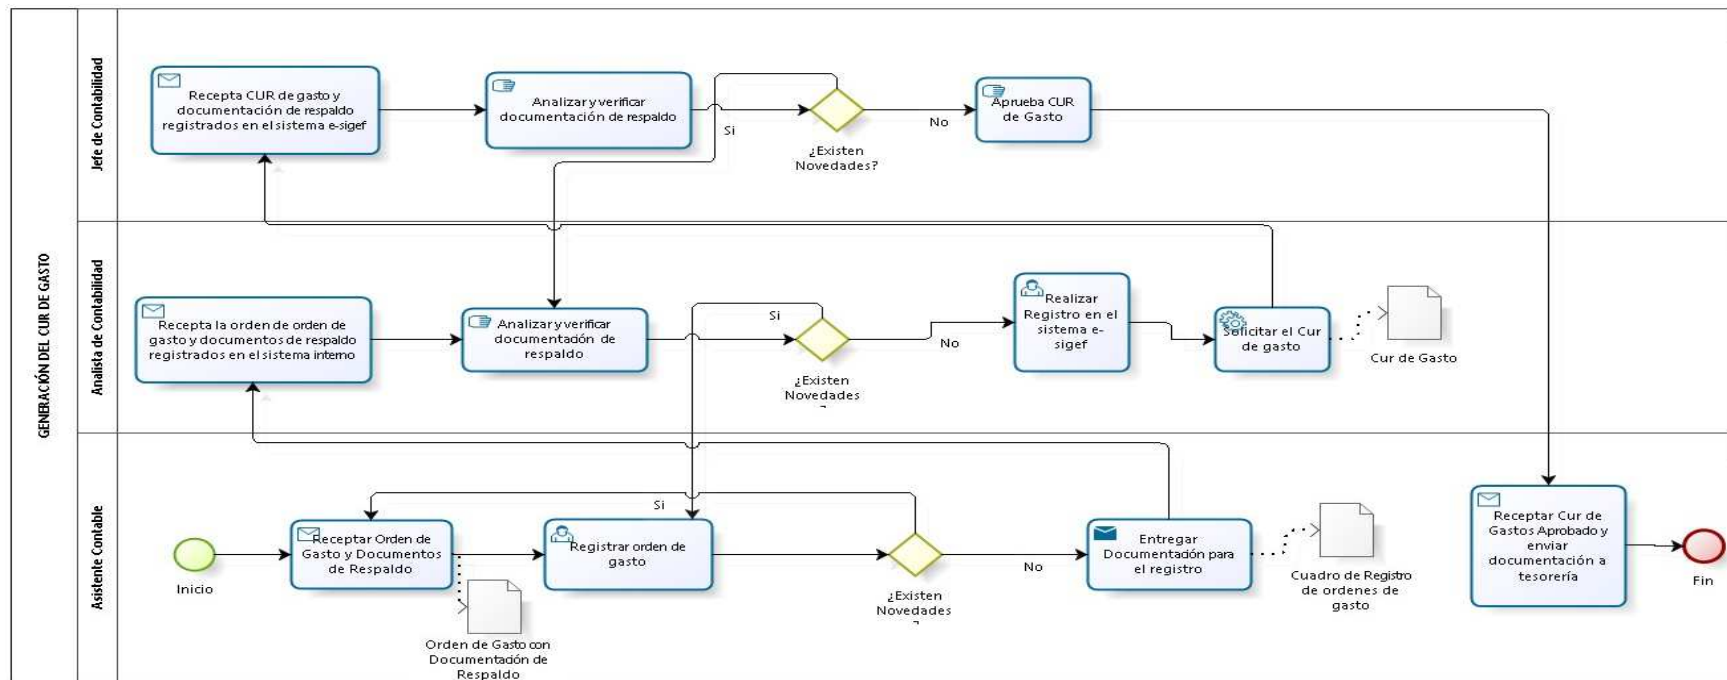 GENERACIÓN DEL CUR DE GASTO
Jefe de Contabilidad
Recepta CUR de gasto y
documentación de respaldo
registrados en el sistema e-sigef
Analizar y verificar
documentación de respaldo
Si
¿Existen
Novedades?
No
Aprueba CUR
de Gasto
Analista de Contabilidad
Recepta la orden de orden de
gasto y documentos de respaldo
registrados en el sistema interno
Analizar y verificar
documentación de
respaldo
Si
¿Existen
Novedades
?
No
Realizar
Registro en el
sistema e-
sigef
Solicitar el Cur
de gasto
Cur de Gasto
Asistente Contable
Inicio
Receptar Orden de
Gasto y Documentos
de Respaldo
Orden de Gasto con
Documentación de
Respaldo
Registrar orden de
gasto
Si
¿Existen
Novedades
?
No
Entregar
Documentación para
el registro
Cuadro de Registro
de ordenes de
gasto
Receptar Cur de
Gastos Aprobado y
enviar
documentación a
tesorería
Fin